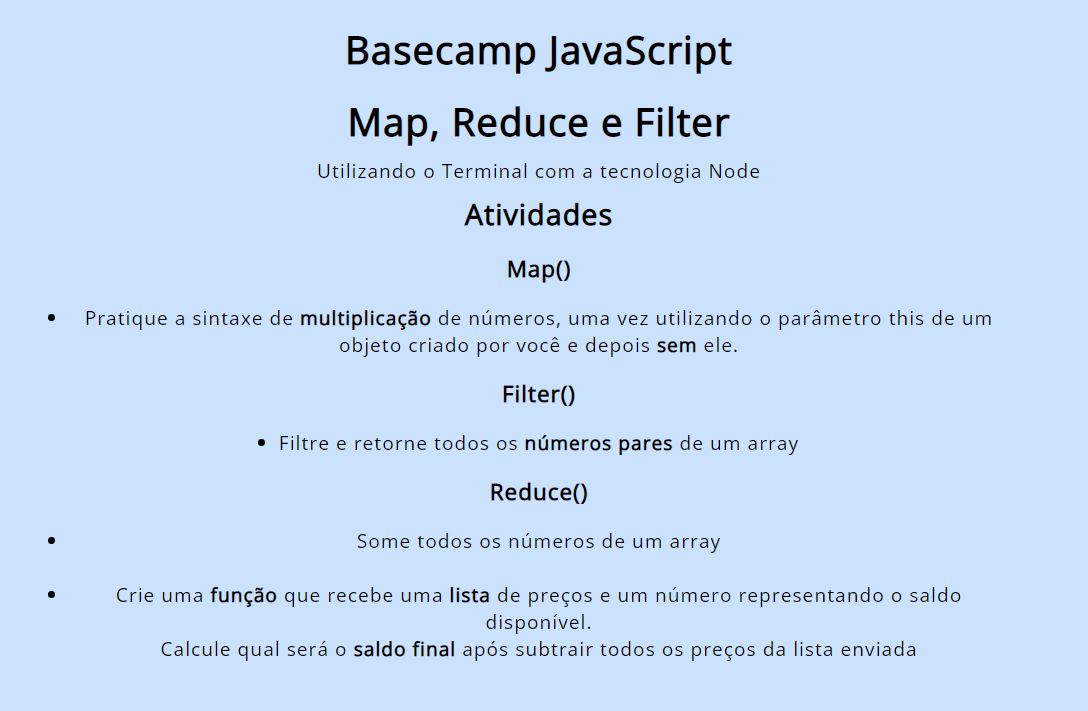 Basecamp JavaScript
Map, Reduce e Filter
Utilizando o Terminal com a tecnologia Node
Atividades
Map()
Pratique a sintaxe de multiplicação de números, uma vez utilizando o parâmetro this de um
objeto criado por você e depois sem ele.
Filter()
Filtre e retorne todos os números pares de um array
Reduce()
Some todos os números de um array
Crie uma função que recebe uma lista de preços e um número representando o saldo
disponível.
Calcule qual será o saldo final após subtrair todos os preços da lista enviada